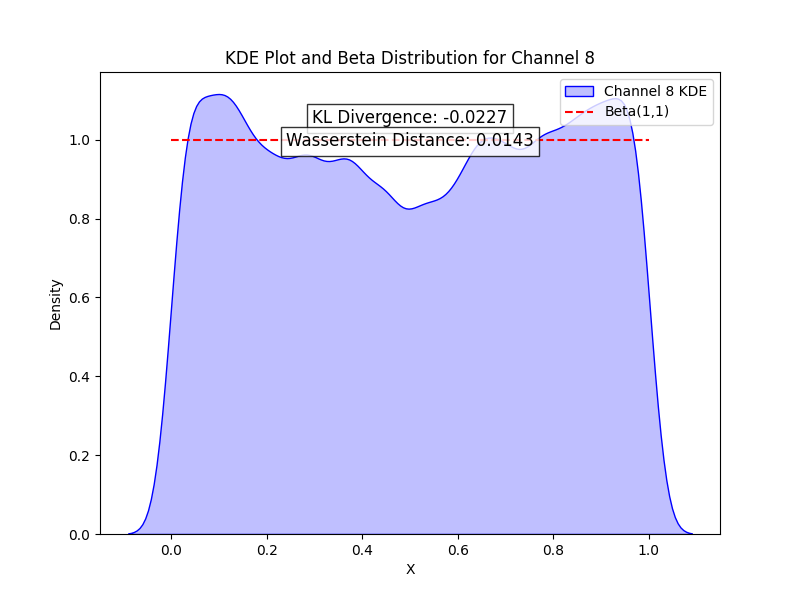 KDE Plot and Beta Distribution for Channel 8
Channel 8 KDE
Beta(1,1)
KL Divergence: -0.0227
Wasserstein Distance: 0.0143
Density
1.0
0.8
0.6
0.4
0.2
0.0
0.0 0.2 0.4 0.6 0.8 1.0
X